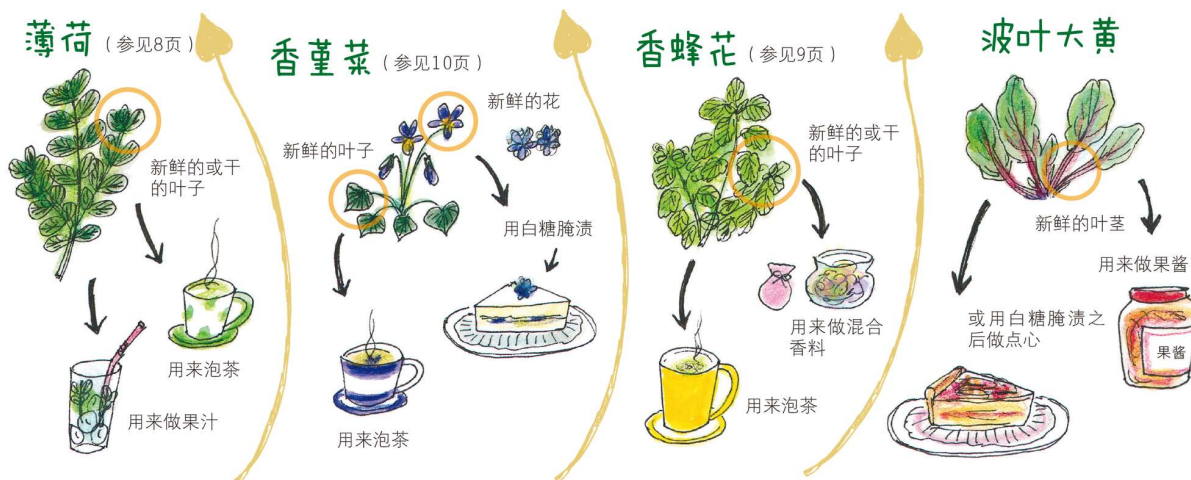 薄荷（参见8页）
新鲜的或干
的叶子
用来泡茶
用来做果汁
香堇菜（参见10页）
新鲜的花
新鲜的叶子
用白糖腌渍
用来泡茶
香蜂花（参见9页）
新鲜的或干
的叶子
用来做混合
香料
用来泡茶
波叶大黄
新鲜的叶茎
用来做果酱
或用白糖腌渍之
后做点心
果酱